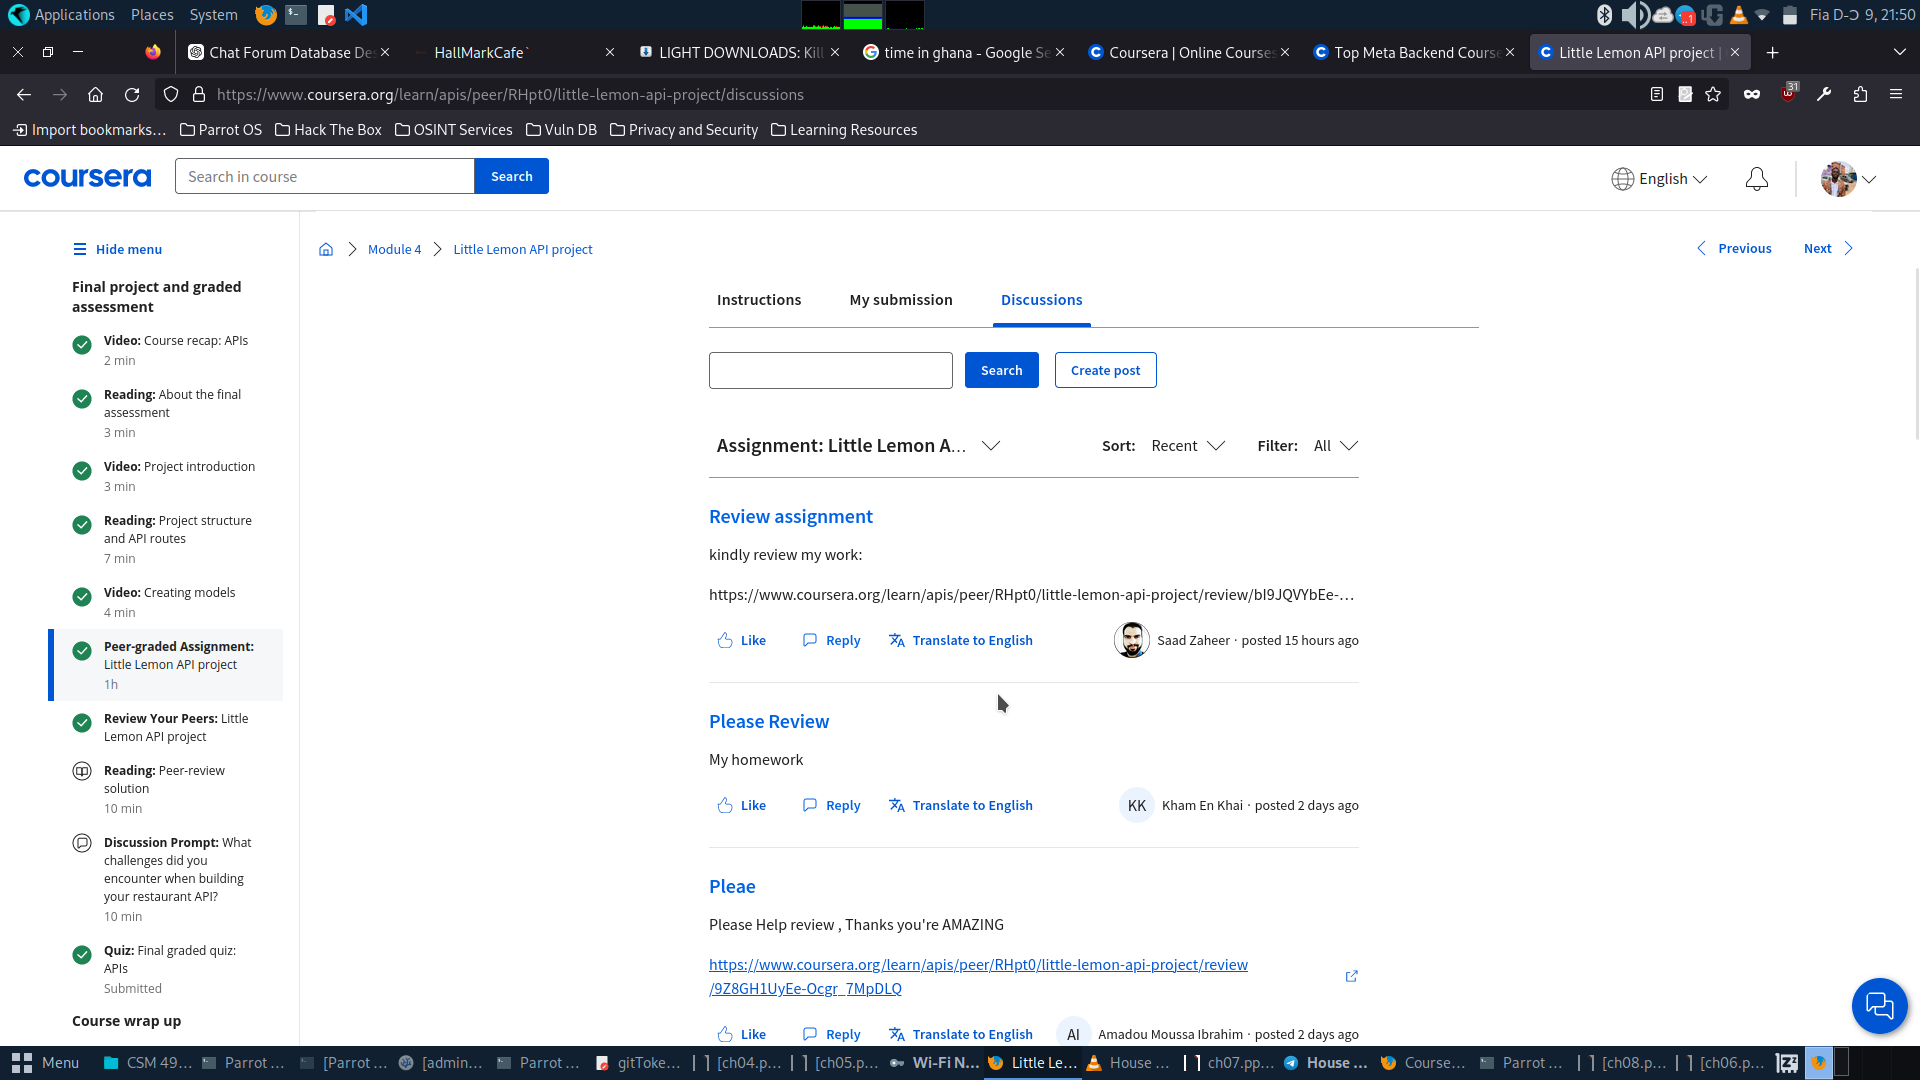 Applications Places System Fia D-Ɔ 9, 21:50
Chat Forum Database De HallMarkCafe` LIGHT DOWNLOADS: Kill time in ghana - Google Se Coursera | Online Courses Top Meta Backend Course Little Lemon API project |
https://www.coursera.org/learn/apis/peer/RHpt0/little-lemon-api-project/discussions 31
Import bookmarks... Parrot OS Hack The Box OSINT Services Vuln DB Privacy and Security Learning Resources
coursera Search in course Search English
Hide menu
Module 4 Little Lemon API project Previous Next
Final project and graded
assessment
Video: Course recap: APIs
2 min
Reading: About the final
assessment
3 min
Video: Project introduction
3 min
Reading: Project structure
and API routes
7 min
Video: Creating models
4 min
Peer-graded Assignment:
Little Lemon API project
1h
Review Your Peers: Little
Lemon API project
Reading: Peer-review
solution
10 min
Discussion Prompt: What
challenges did you
encounter when building
your restaurant API?
10 min
Quiz: Final graded quiz:
APIs
Submitted
Course wrap up
Instructions My submission Discussions
Search Create post
Assignment: Little Lemon A... Sort: Recent Filter: All
Review assignment
kindly review my work:
https://www.coursera.org/learn/apis/peer/RHpt0/little-lemon-api-project/review/bI9JQVYbEe-...
Like Reply Translate to English Saad Zaheer · posted 15 hours ago
Please Review
My homework
Like Reply Translate to English KK Kham En Khai · posted 2 days ago
Pleae
Please Help review , Thanks you're AMAZING
https://www.coursera.org/learn/apis/peer/RHpt0/little-lemon-api-project/review
/9Z8GH1UyEe-Ocgr_7MpDLQ
Like Reply Translate to English AI Amadou Moussa Ibrahim · posted 2 days ago
Menu CSM 49... Parrot ... [Parrot ... [admin... Parrot ... gitToke... [ch04.p... [ch05.p... Wi-Fi N... Little Le... House ... ch07.pp... House ... Course... Parrot ... [ch08.p... [ch06.p...